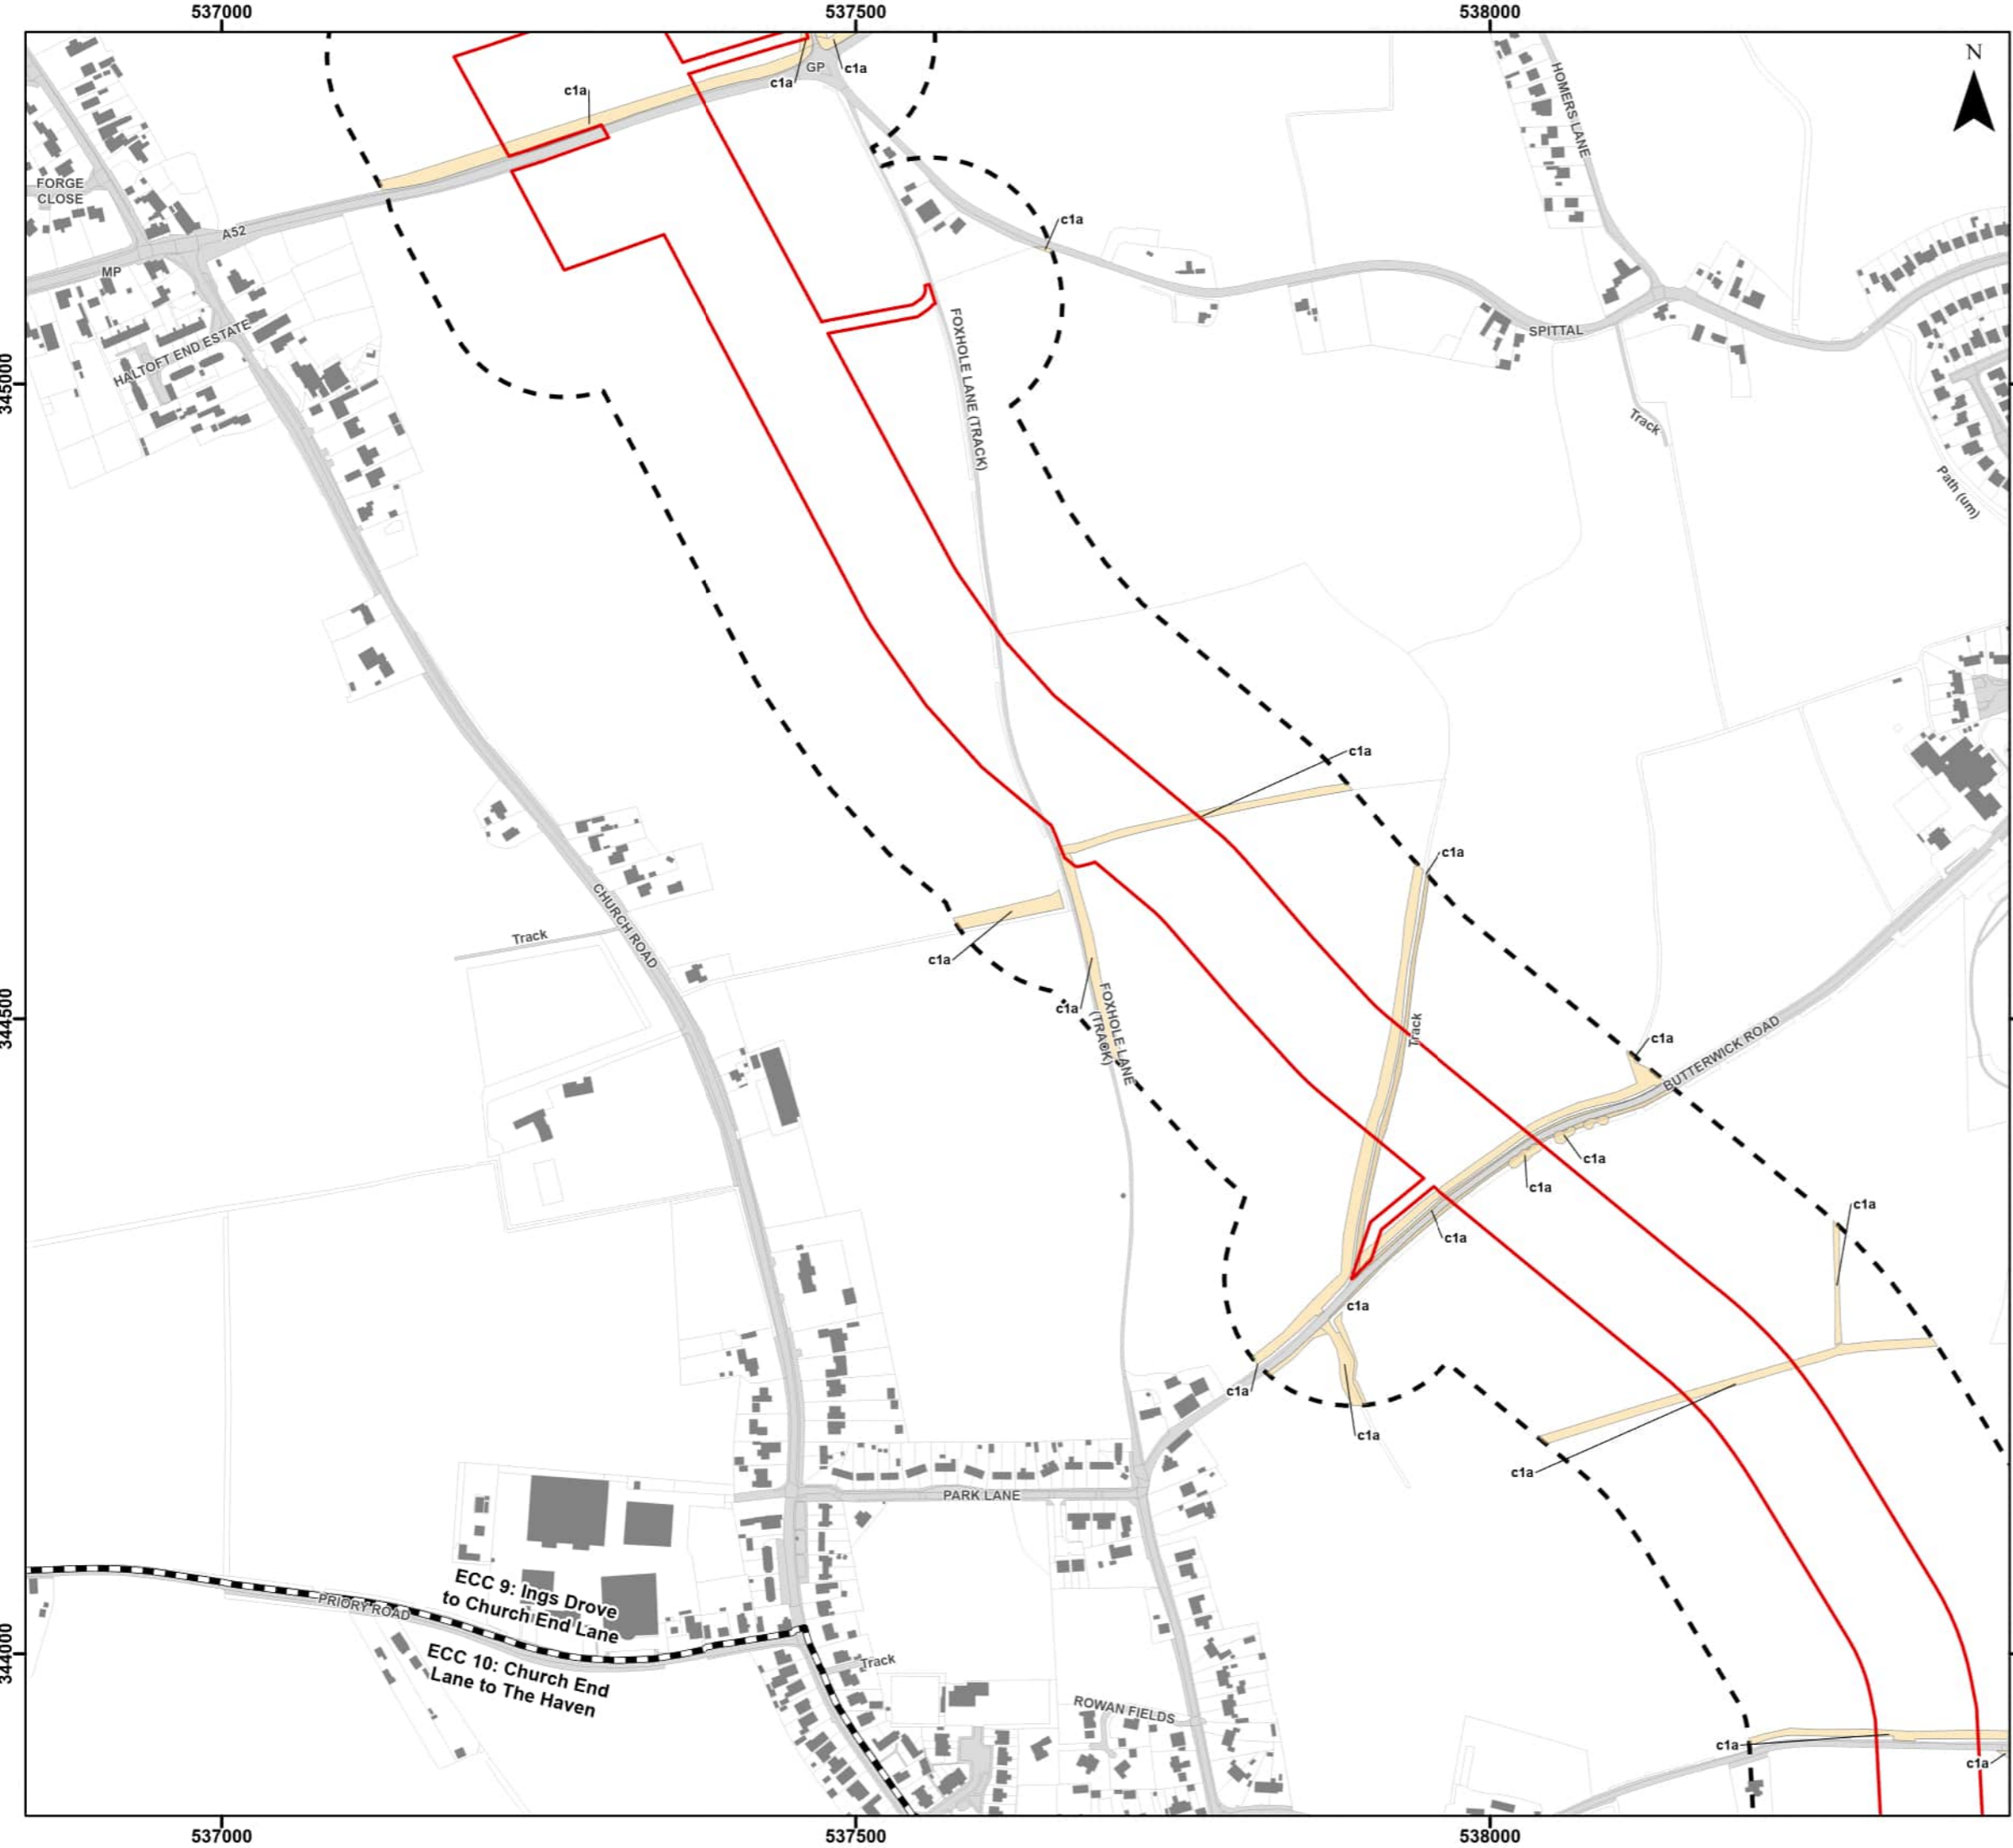 537000
537500
538000
N
c1a
GP
c1a
c1a
HOMERS LANE
FORGE
CLOSE
A52
c1a
MP
HALTOFT END ESTATE
FOXHOLE LANE (TRACK)
SPITTAL
345000
Track
Path (um)
c1a
c1a
CHURCH ROAD
Track
c1a
c1a
FOXHOLE LANE
(TRACK)
Track
344500
c1a
BUTTERWICK ROAD
c1a
c1a
c1a
c1a
c1a
c1a
c1a
c1a
PARK LANE
ECC 9: Ings Drove
to Church End Lane
PRIORY ROAD
ECC 10: Church End
Lane to The Haven
344000
Track
ROWAN FIELDS
c1a
c1a
537000
537500
538000